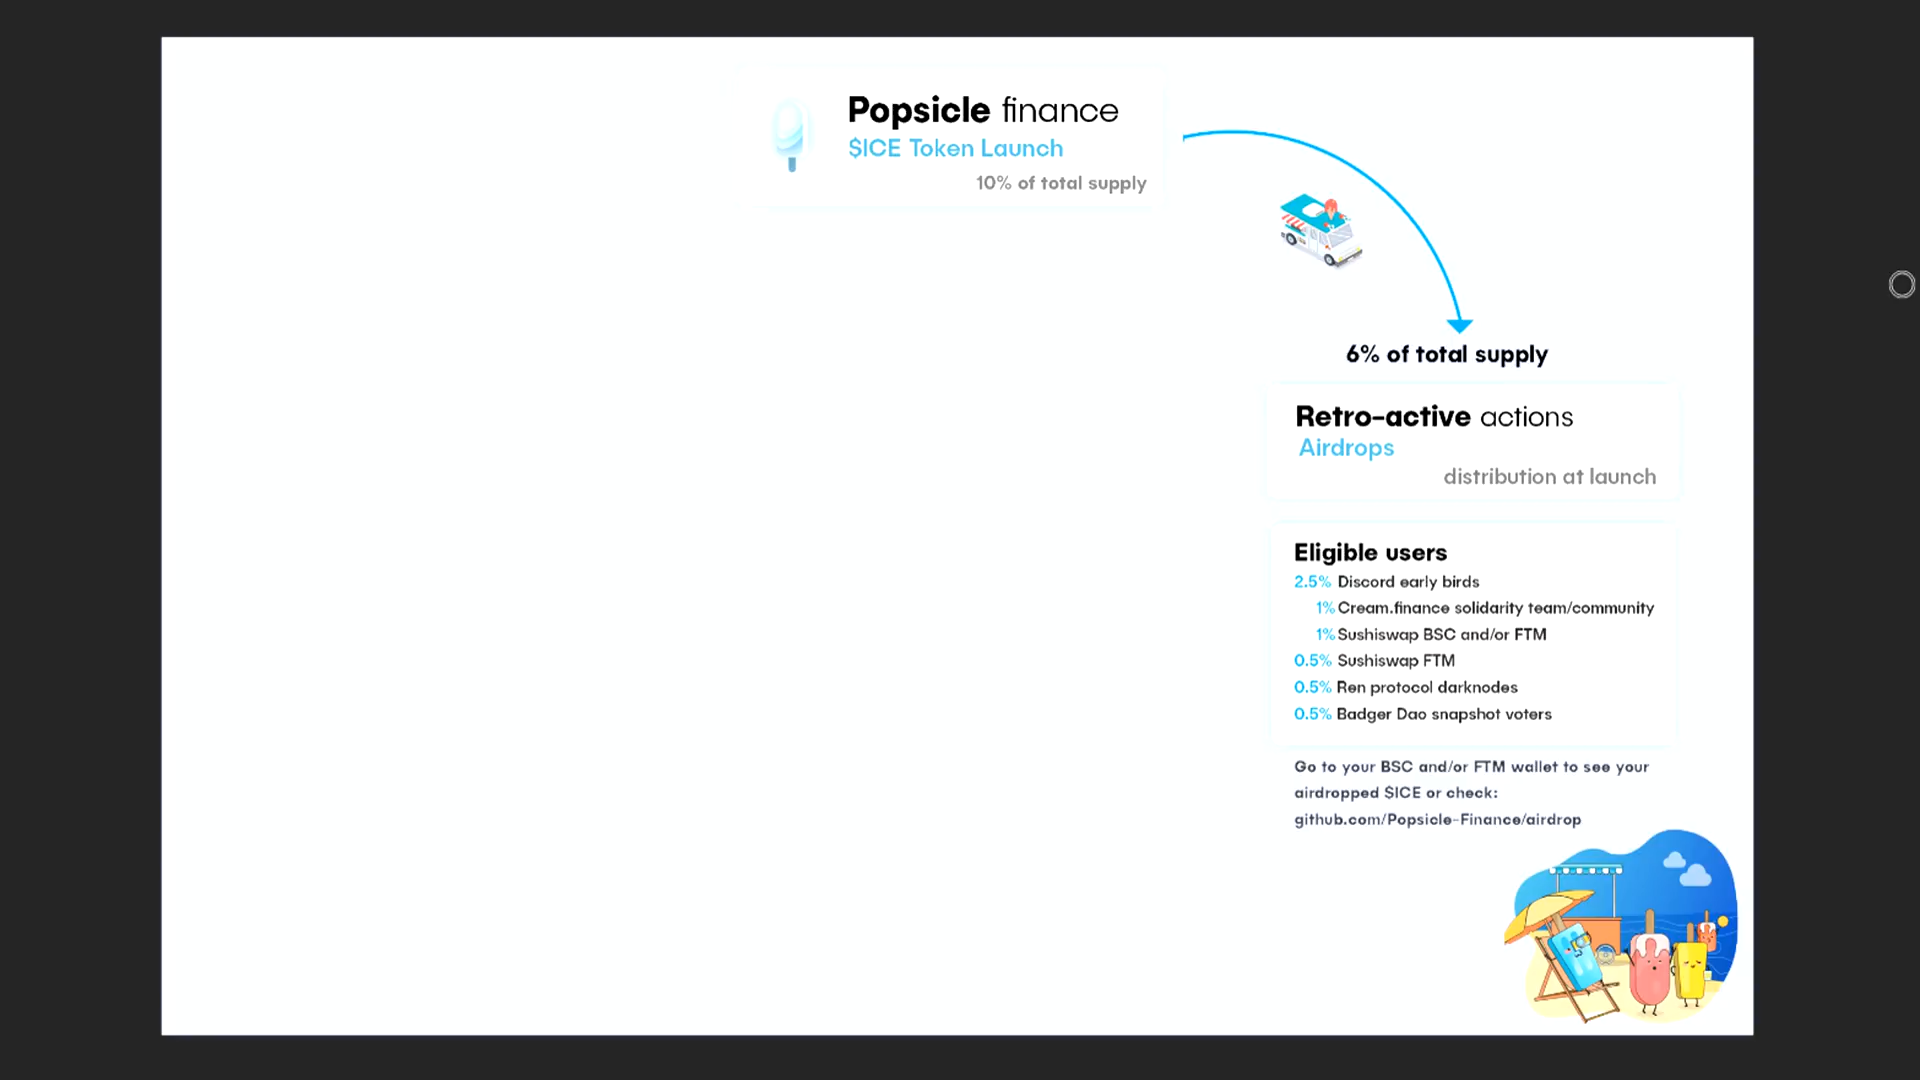 Popsicle finance
$ICE Token Launch
10% of total supply
6% of total supply
Retro-active actions
Airdrops
distribution at launch
Eligible users
2.5% Discord early birds
1% Cream.finance solidarity team/community
1% Sushiswap BSC and/or FTM
0.5% Sushiswap FTM
0.5% Ren protocol darknodes
0.5% Badger Dao snapshot voters
Go to your BSC and/or FTM wallet to see your
airdropped $ICE or check:
github.com/Popsicle-Finance/airdrop